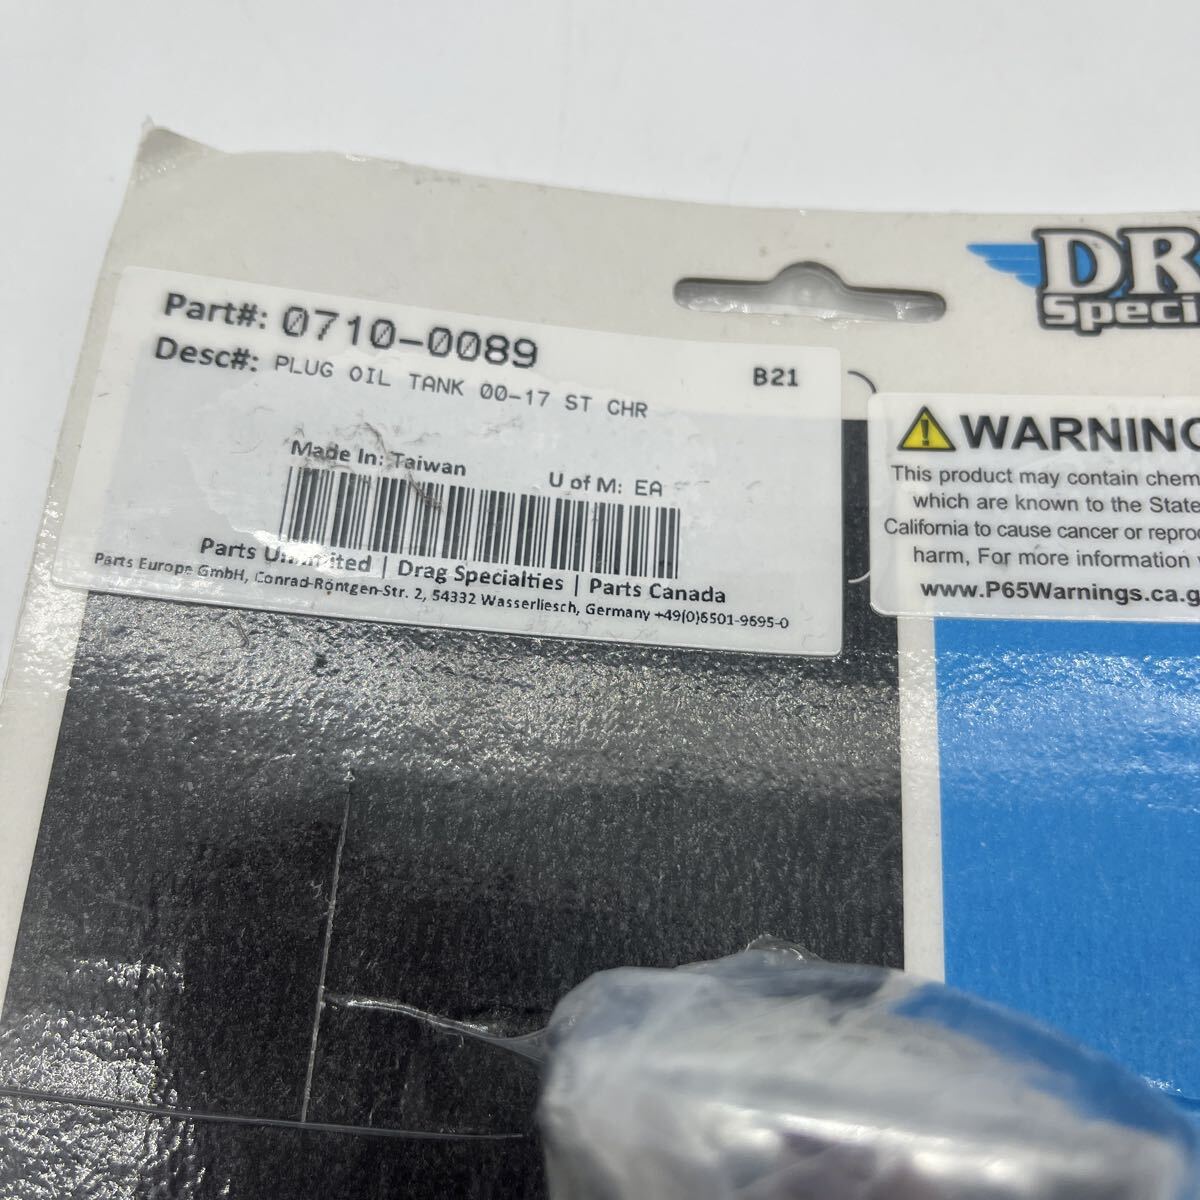 DR
Speci
Part#: 0710-0089
Desc#: PLUG OIL TANK 00-17 ST CHR
B21
Made In: Taiwan
U of M: EA
Parts Unlimited | Drag Specialties | Parts Canada
Parts Europe GmbH, Conrad-Röntgen-Str. 2, 54332 Wasserliesch, Germany +49(0)6501-9695-0
WARNING
This product may contain chem
which are known to the State
California to cause cancer or repro
harm, For more information
www.P65Warnings.ca.g